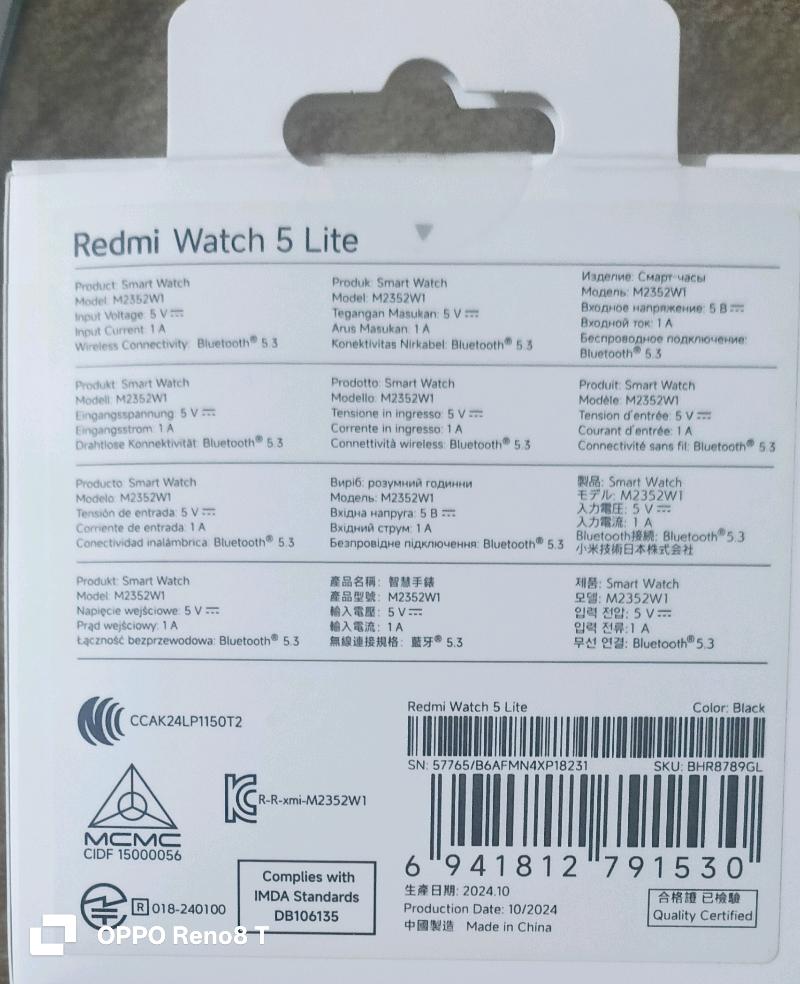 Redmi Watch 5 Lite
Product: Smart Watch
Model: M2352W1
Input Voltage: 5 V⎓
Input Current: 1 A
Wireless Connectivity: Bluetooth® 5.3
Produk: Smart Watch
Model: M2352W1
Tegangan Masukan: 5 V⎓
Arus Masukan: 1 A
Konektivitas Nirkabel: Bluetooth® 5.3
Изделие: Смарт-часы
Модель: M2352W1
Входное напряжение: 5 В⎓
Входной ток: 1 A
Беспроводное подключение:
Bluetooth® 5.3
Produkt: Smart Watch
Modell: M2352W1
Eingangsspannung: 5 V⎓
Eingangsstrom: 1 A
Drahtlose Konnektivität: Bluetooth® 5.3
Prodotto: Smart Watch
Modello: M2352W1
Tensione in ingresso: 5 V⎓
Corrente in ingresso: 1 A
Connettività wireless: Bluetooth® 5.3
Produit: Smart Watch
Modèle: M2352W1
Tension d'entrée: 5 V⎓
Courant d'entrée: 1 A
Connectivité sans fil: Bluetooth® 5.3
Producto: Smart Watch
Modelo: M2352W1
Tensión de entrada: 5 V⎓
Corriente de entrada: 1 A
Conectividad inalámbrica: Bluetooth® 5.3
Виріб: розумний годинни
Модель: M2352W1
Вхідна напруга: 5 В⎓
Вхідний струм: 1 A
Безпровідне підключення: Bluetooth® 5.3
製品: Smart Watch
モデル: M2352W1
入力電圧: 5 V⎓
入力電流: 1 A
Bluetooth接続: Bluetooth®5.3
小米技術日本株式会社
Produkt: Smart Watch
Model: M2352W1
Napięcie wejściowe: 5 V⎓
Prąd wejściowy: 1 A
Łączność bezprzewodowa: Bluetooth® 5.3
產品名稱: 智慧手錶
產品型號: M2352W1
輸入電壓: 5 V⎓
輸入電流: 1 A
無線連接規格: 藍牙® 5.3
제품: Smart Watch
모델: M2352W1
입력 전압: 5 V⎓
입력 전류:1 A
무선 연결: Bluetooth®5.3
CCAK24LP1150T2
R-R-xmi-M2352W1
MCMC
CIDF 15000056
R 018-240100
Complies with
IMDA Standards
DB106135
Redmi Watch 5 Lite Color: Black
SN: 57765/B6AFMN4XP18231 SKU: BHR8789GL
6 941812 791530
生產日期: 2024.10
Production Date: 10/2024
中國製造 Made in China
合格證 已檢驗
Quality Certified
OPPO Reno8 T